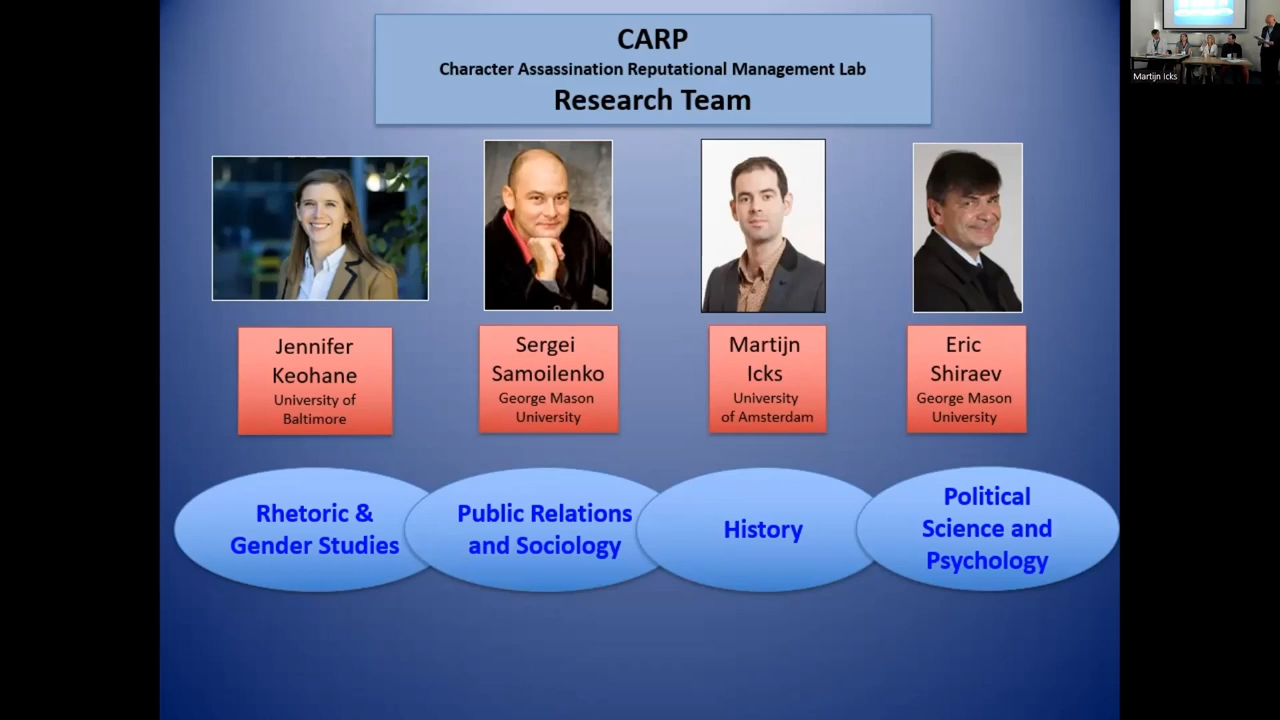 CARP
Character Assassination Reputational Management Lab
Research Team
Martijn Icks
Jennifer
Keohane
University of
Baltimore
Sergei
Samoilenko
George Mason
University
Martijn
Icks
University
of Amsterdam
Eric
Shiraev
George Mason
University
Rhetoric &
Gender Studies
Public Relations
and Sociology
History
Political
Science and
Psychology